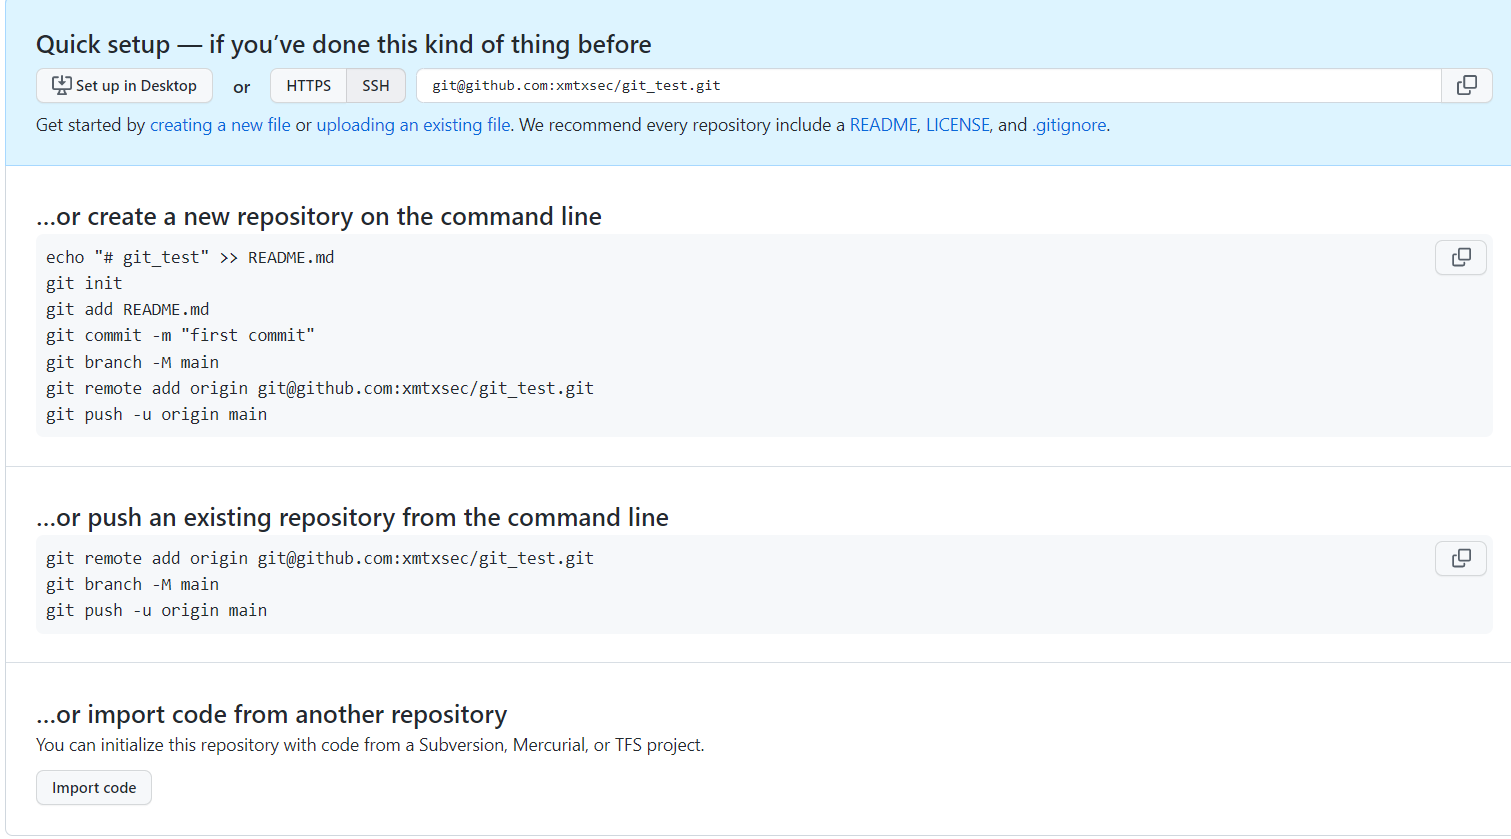 Quick setup — if you’ve done this kind of thing before
Set up in Desktop or HTTPS SSH git@github.com:xmtxsec/git_test.git
Get started by creating a new file or uploading an existing file. We recommend every repository include a README, LICENSE, and .gitignore.
…or create a new repository on the command line
echo "# git_test" >> README.md
git init
git add README.md
git commit -m "first commit"
git branch -M main
git remote add origin git@github.com:xmtxsec/git_test.git
git push -u origin main
…or push an existing repository from the command line
git remote add origin git@github.com:xmtxsec/git_test.git
git branch -M main
git push -u origin main
…or import code from another repository
You can initialize this repository with code from a Subversion, Mercurial, or TFS project.
Import code